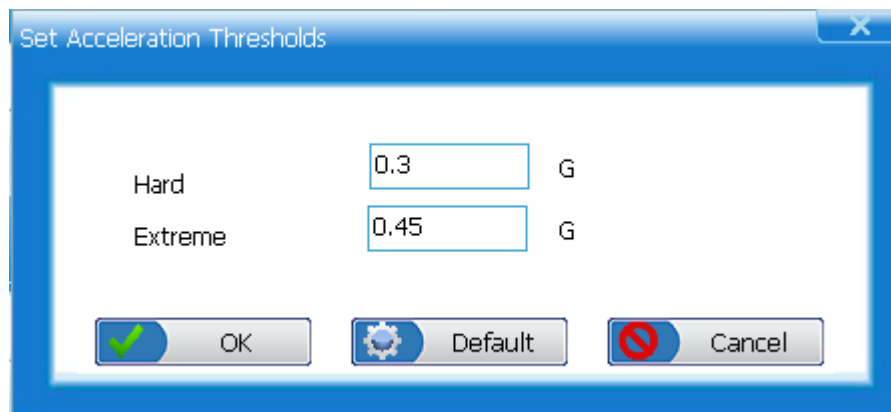 Set Acceleration Thresholds
Hard 0.3 G
Extreme 0.45 G
OK Default Cancel